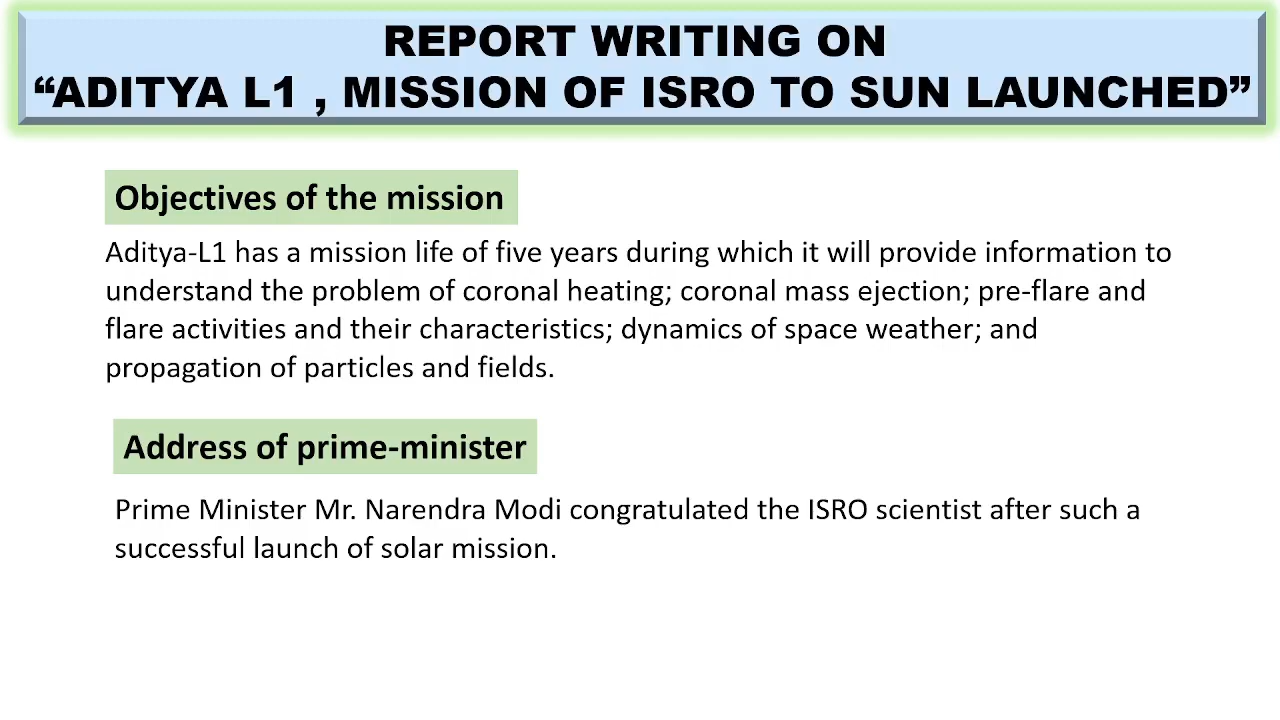 REPORT WRITING ON
“ADITYA L1 , MISSION OF ISRO TO SUN LAUNCHED”
Objectives of the mission
Aditya-L1 has a mission life of five years during which it will provide information to
understand the problem of coronal heating; coronal mass ejection; pre-flare and
flare activities and their characteristics; dynamics of space weather; and
propagation of particles and fields.
Address of prime-minister
Prime Minister Mr. Narendra Modi congratulated the ISRO scientist after such a
successful launch of solar mission.